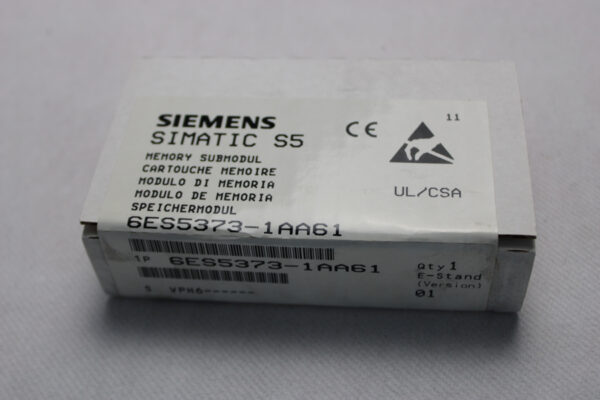 SIEMENS
SIMATIC S5
CE
11
MEMORY SUBMODUL
CARTOUCHE MEMOIRE
MODULO DI MEMORIA
MODULO DE MEMORIA
SPEICHERMODUL
UL/CSA
6ES5373-1AA61
1P 6ES5373-1AA61
Qty 1
E-Stand
(Version)
01
S